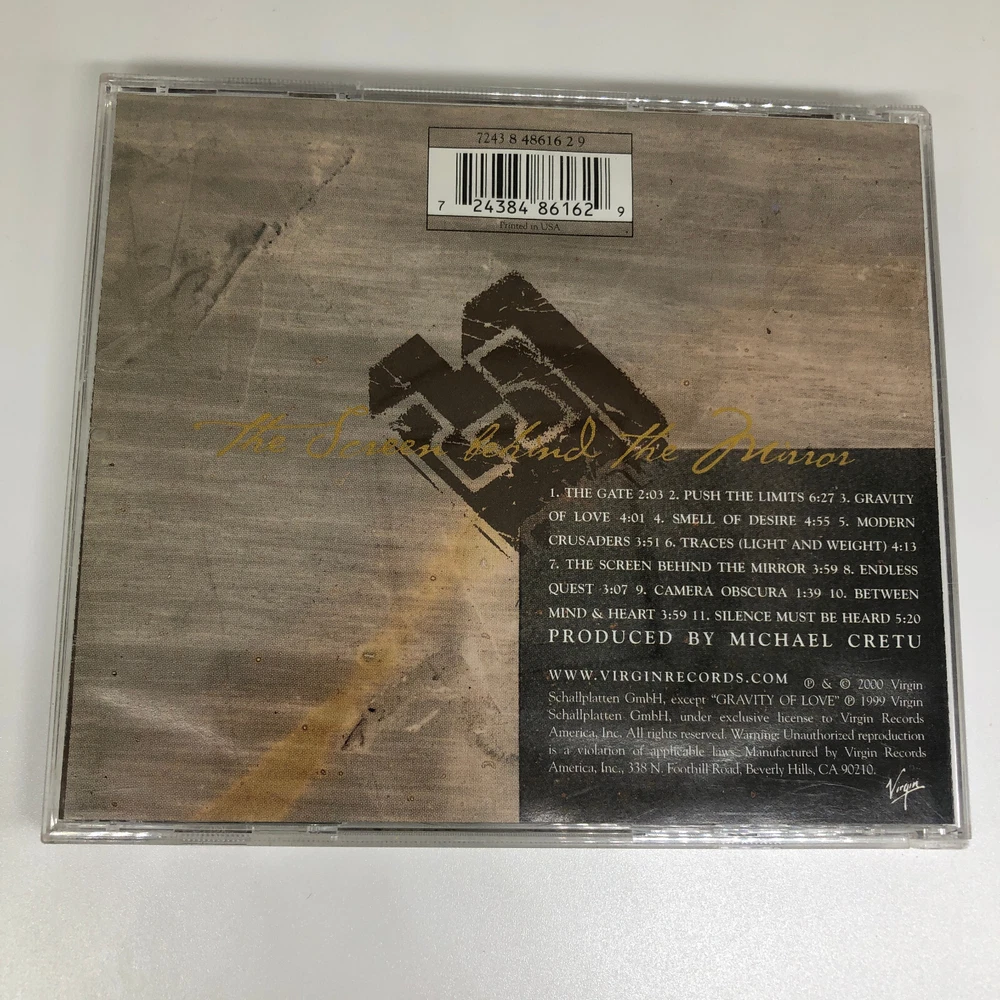 7243 8 48616 2 9
7 24384 86162 9
Printed in USA
the Screen behind the Mirror
1. THE GATE 2:03 2. PUSH THE LIMITS 6:27 3. GRAVITY
OF LOVE 4:01 4. SMELL OF DESIRE 4:55 5. MODERN
CRUSADERS 3:51 6. TRACES (LIGHT AND WEIGHT) 4:13
7. THE SCREEN BEHIND THE MIRROR 3:59 8. ENDLESS
QUEST 3:07 9. CAMERA OBSCURA 1:39 10. BETWEEN
MIND & HEART 3:59 11. SILENCE MUST BE HEARD 5:20
PRODUCED BY MICHAEL CRETU
WWW.VIRGINRECORDS.COM ℗ & © 2000 Virgin
Schallplatten GmbH, except "GRAVITY OF LOVE" ℗ 1999 Virgin
Schallplatten GmbH, under exclusive license to Virgin Records
America, Inc. All rights reserved. Warning: Unauthorized reproduction
is a violation of applicable laws. Manufactured by Virgin Records
America, Inc., 338 N. Foothill Road, Beverly Hills, CA 90210.
Virgin